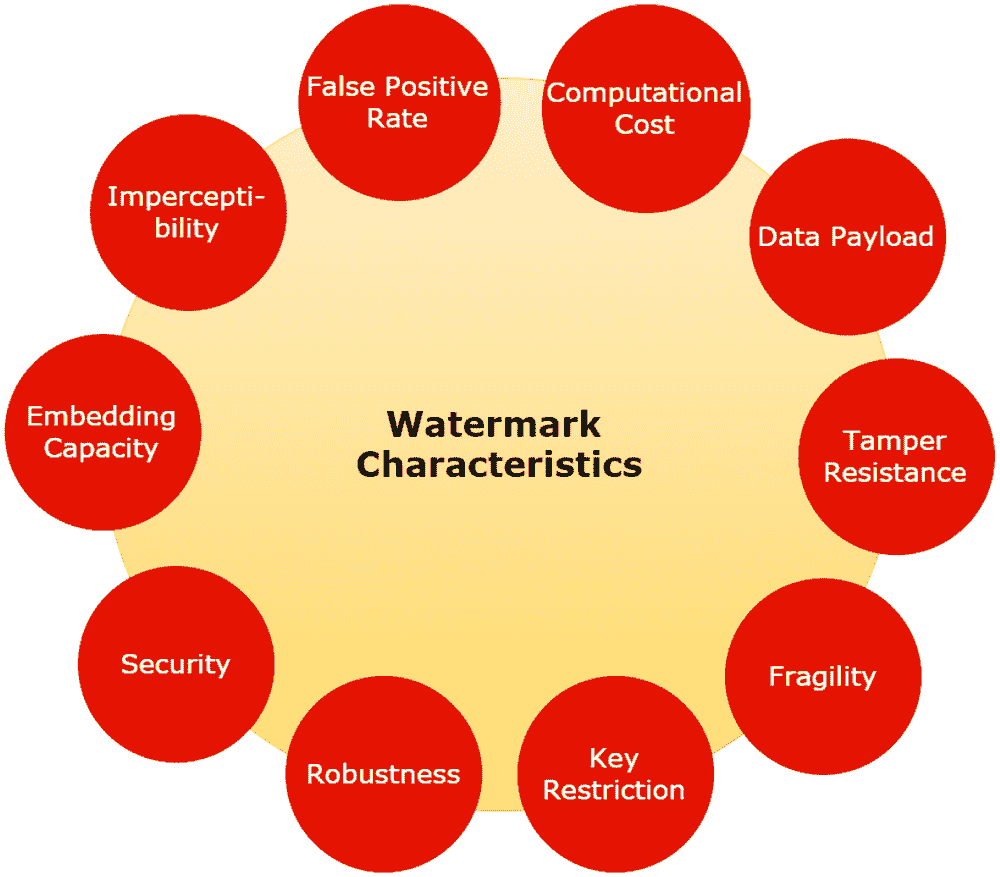 False Positive
Rate
Computational
Cost
Impercepti-
bility
Data Payload
Embedding
Capacity
Watermark
Characteristics
Tamper
Resistance
Security
Fragility
Robustness
Key
Restriction